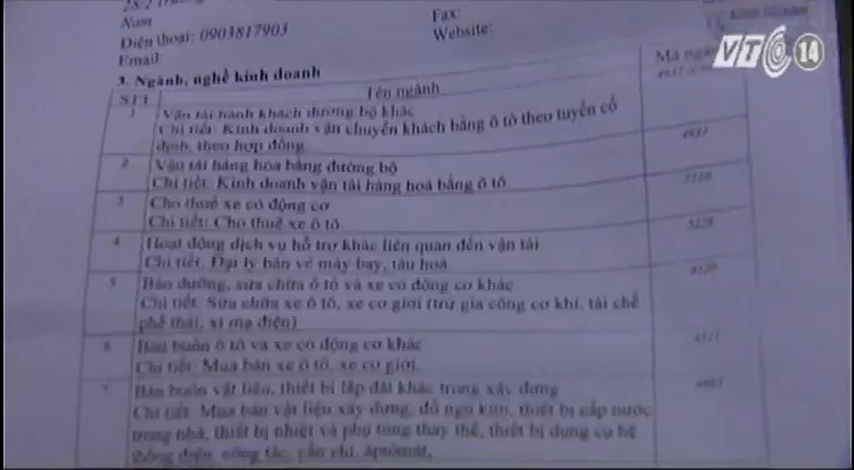 28/2
Nam
Điện thoại: 0903817903
Fax:
Email:
Website:
VTC14
3. Ngành, nghề kinh doanh
STT
Tên ngành
Mã ngành
1
Vận tải hành khách đường bộ khác
Chi tiết: Kinh doanh vận chuyển khách bằng ô tô theo tuyến cố
định, theo hợp đồng
2
Vận tải hàng hóa bằng đường bộ
4933
Chi tiết: Kinh doanh vận tải hàng hoá bằng ô tô
3
Cho thuê xe có động cơ
Chi tiết: Cho thuê xe ô tô
4
Hoạt động dịch vụ hỗ trợ khác liên quan đến vận tải
Chi tiết: Đại lý bán vé máy bay, tàu hoả
5
Bảo dưỡng, sửa chữa ô tô và xe có động cơ khác
Chi tiết: Sửa chữa xe ô tô, xe cơ giới (trừ gia công cơ khí, tái chế
phế thải, xi mạ điện)
6
Bán buôn ô tô và xe có động cơ khác
Chi tiết: Mua bán xe ô tô, xe cơ giới.
7
Bán buôn vật liệu, thiết bị lắp đặt khác trong xây dựng
4663
Chi tiết: Mua bán vật liệu xây dựng, đồ ngũ kim, thiết bị cấp nước
trong nhà, thiết bị nhiệt và phụ tùng thay thế, thiết bị dụng cụ hệ
thống điện, công tắc, cầu chì, áptômát,